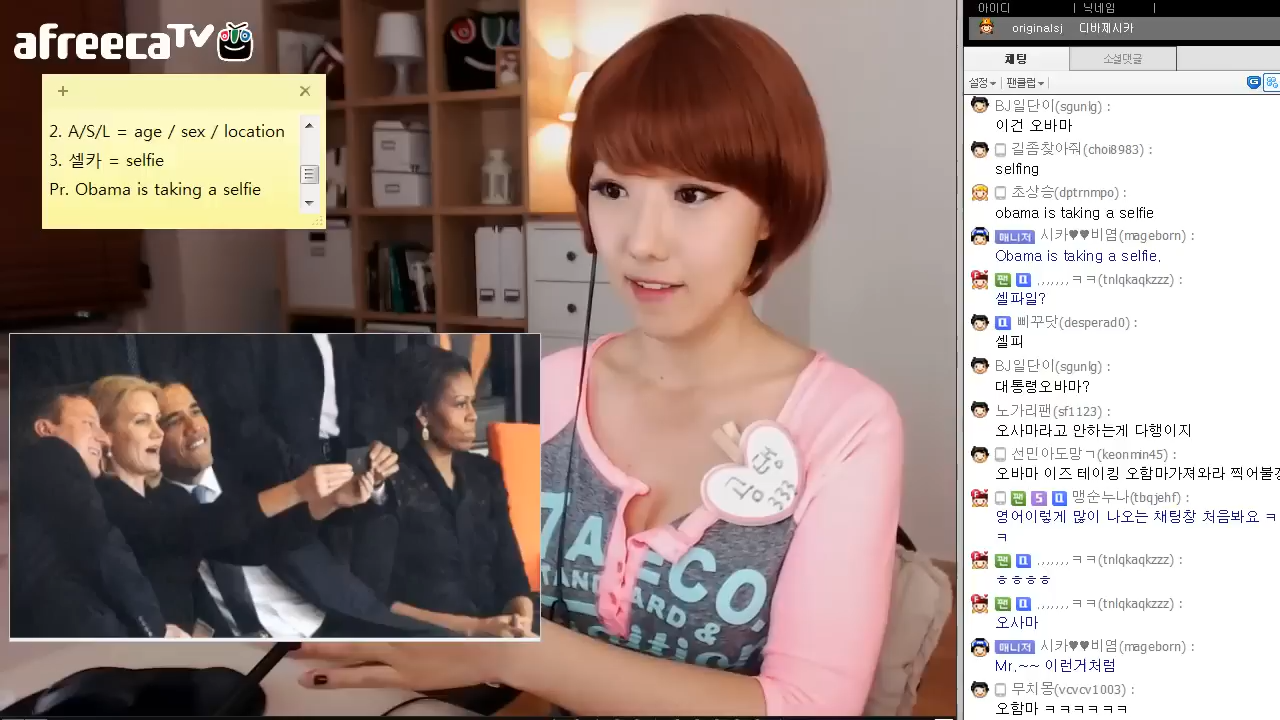 afreecaTV
2. A/S/L = age / sex / location
3. 셀카 = selfie
Pr. Obama is taking a selfie
아이디
닉네임
originalsj 디바제시카
채팅
소셜댓글
설정
팬클럽
BJ일단이(sgunlg) :
이건 오바마
길좀찾아줘(choi8983) :
selfing
초상승(dptrnmpo) :
obama is taking a selfie
매니저 시카♥♥비염(mageborn) :
Obama is taking a selfie.
팬 ,,,,,,,ㅋㅋ(tnlqkaqkzzz) :
셀파일?
삐꾸닷(desperad0) :
셀피
BJ일단이(sgunlg) :
대통령오바마?
노가리팬(sf1123) :
오사마라고 안하는게 다행이지
선민아도망ㄱ(keonmin45) :
오바마 이즈 테이킹 오함마가져와라 찍어불
팬 S 맹순누나(tbqjehf) :
영어이렇게 많이 나오는 채팅창 처음봐요 ㅋ
ㅋ
팬 ,,,,,,,ㅋㅋ(tnlqkaqkzzz) :
ㅎㅎㅎㅎ
팬 ,,,,,,,ㅋㅋ(tnlqkaqkzzz) :
오사마
매니저 시카♥♥비염(mageborn) :
Mr.~~ 이런거처럼
무치몽(vcvcv1003) :
오함마 ㅋㅋㅋㅋㅋㅋ